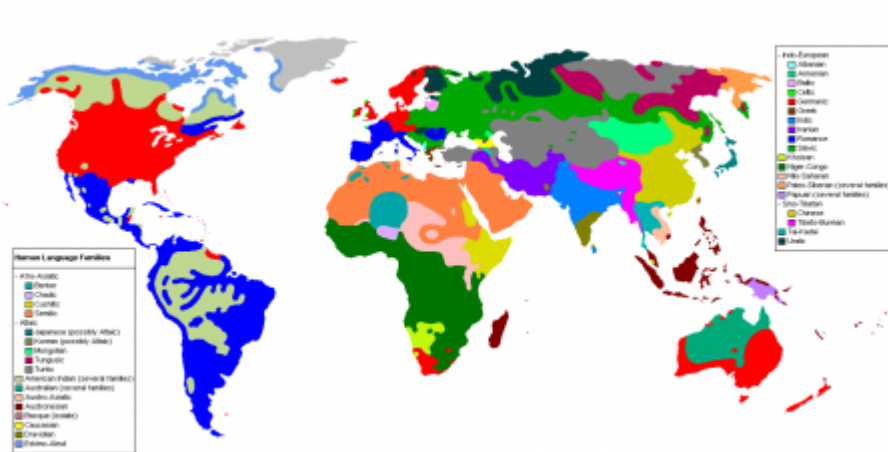 Human Language Families
- Afro-Asiatic
Berber
Chadic
Cushitic
Semitic
- Altaic
Japanese (possibly Altaic)
Korean (possibly Altaic)
Mongolian
Tungusic
Turkic
American Indian (several families)
Australian (several families)
Austro-Asiatic
Austronesian
Basque (isolate)
Caucasian
Dravidian
Eskimo-Aleut
- Indo-European
Albanian
Armenian
Baltic
Celtic
Germanic
Greek
Indic
Iranian
Romance
Slavic
Khoisan
Niger-Congo
Nilo-Saharan
Paleo-Siberian (several families)
Papuan (several families)
- Sino-Tibetan
Chinese
Tibeto-Burman
Tai-Kadai
Uralic